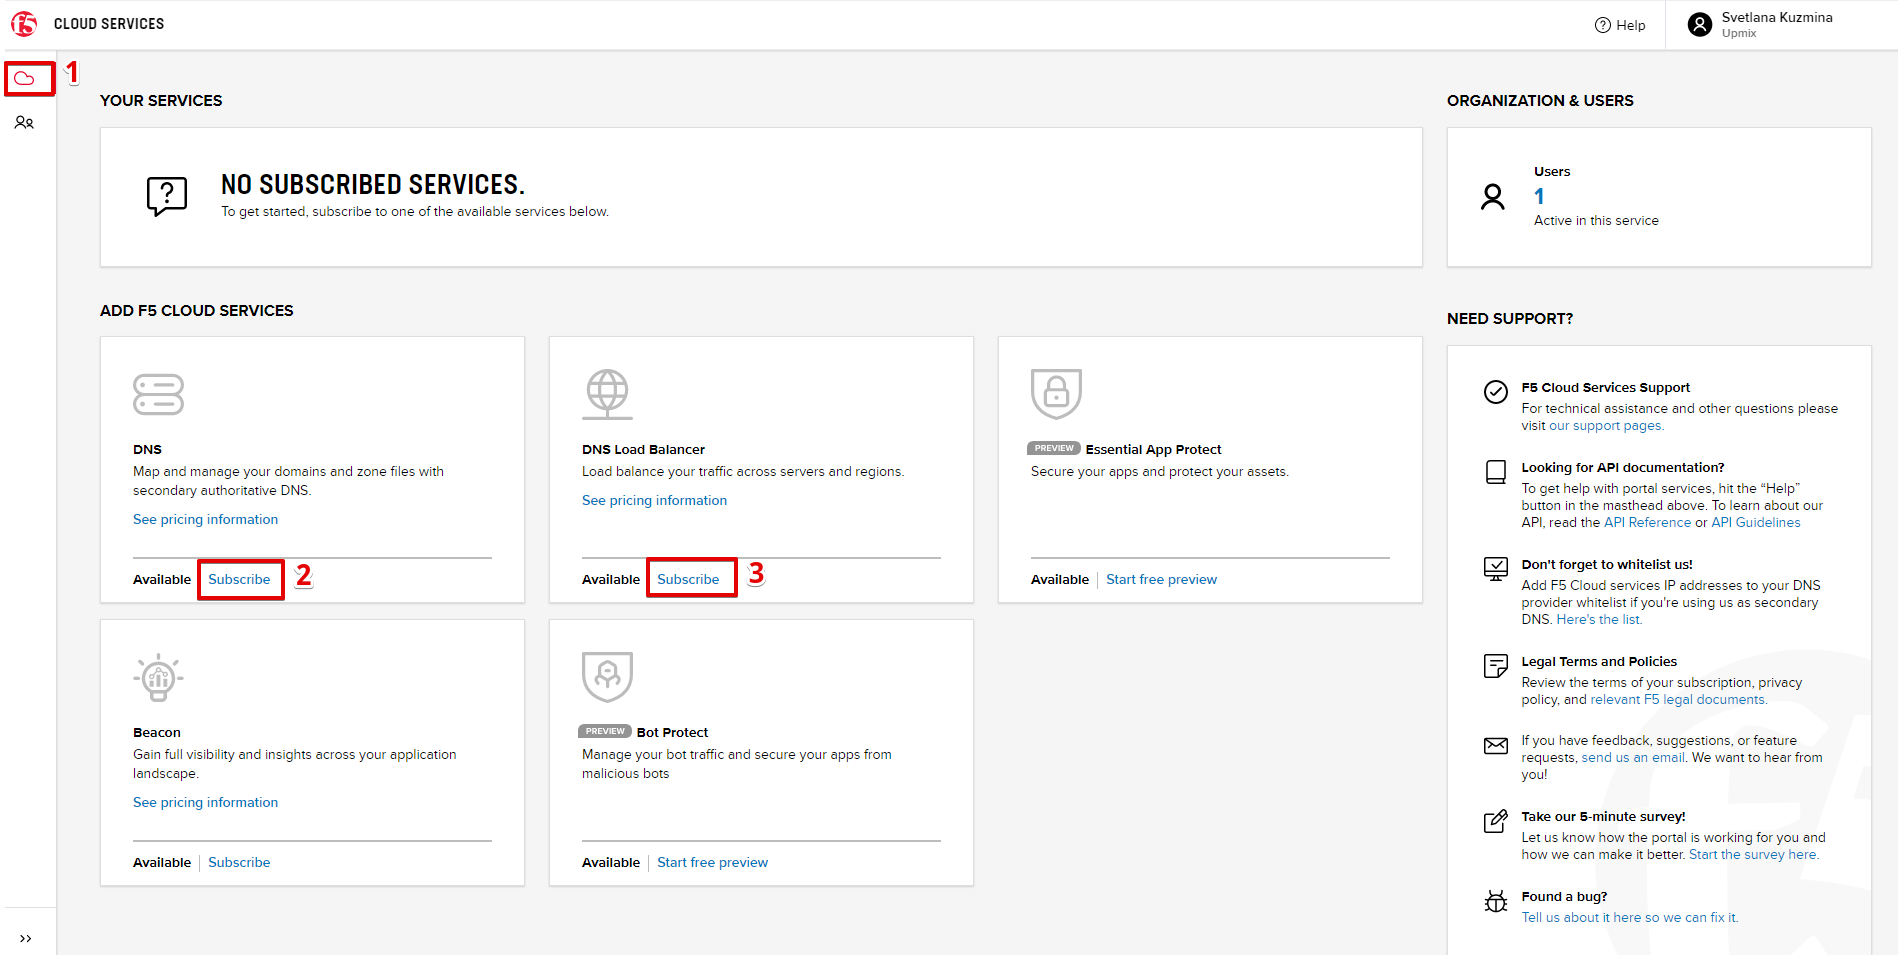 f5 CLOUD SERVICES
Help
Svetlana Kuzmina
Upmix
1
YOUR SERVICES
NO SUBSCRIBED SERVICES.
To get started, subscribe to one of the available services below.
ORGANIZATION & USERS
Users
1
Active in this service
ADD F5 CLOUD SERVICES
DNS
Map and manage your domains and zone files with
secondary authoritative DNS.
See pricing information
Available Subscribe 2
DNS Load Balancer
Load balance your traffic across servers and regions.
See pricing information
Available Subscribe 3
PREVIEW Essential App Protect
Secure your apps and protect your assets.
Available Start free preview
Beacon
Gain full visibility and insights across your application
landscape.
See pricing information
Available Subscribe
PREVIEW Bot Protect
Manage your bot traffic and secure your apps from
malicious bots
Available Start free preview
NEED SUPPORT?
F5 Cloud Services Support
For technical assistance and other questions please
visit our support pages.
Looking for API documentation?
To get help with portal services, hit the “Help”
button in the masthead above. To learn about our
API, read the API Reference or API Guidelines
Don't forget to whitelist us!
Add F5 Cloud services IP addresses to your DNS
provider whitelist if you're using us as secondary
DNS. Here's the list.
Legal Terms and Policies
Review the terms of your subscription, privacy
policy, and relevant F5 legal documents.
If you have feedback, suggestions, or feature
requests, send us an email. We want to hear from
you!
Take our 5-minute survey!
Let us know how the portal is working for you and
how we can make it better. Start the survey here.
Found a bug?
Tell us about it here so we can fix it.